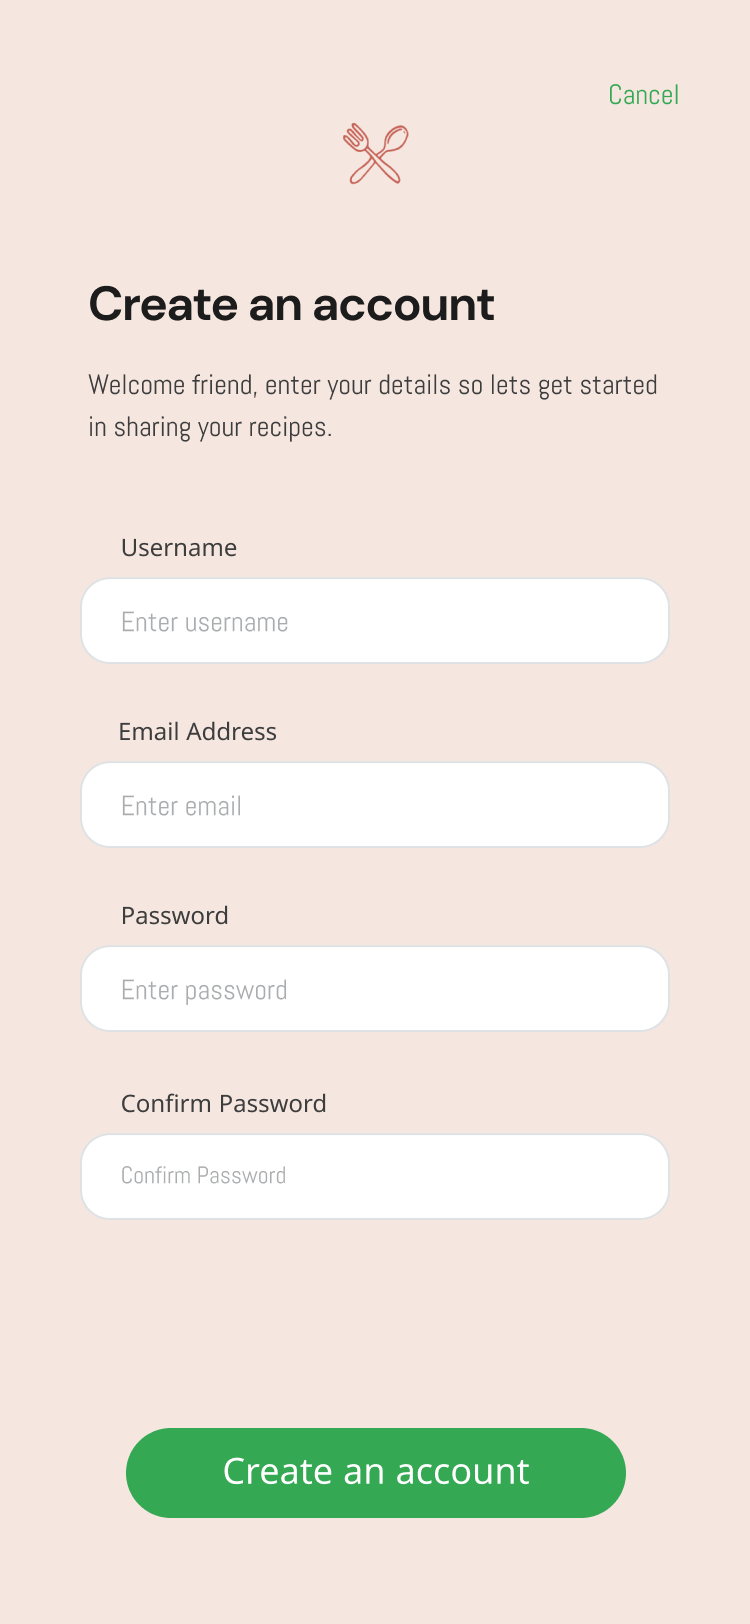 Cancel
Create an account
Welcome friend, enter your details so lets get started
in sharing your recipes.
Username
Enter username
Email Address
Enter email
Password
Enter password
Confirm Password
Confirm Password
Create an account